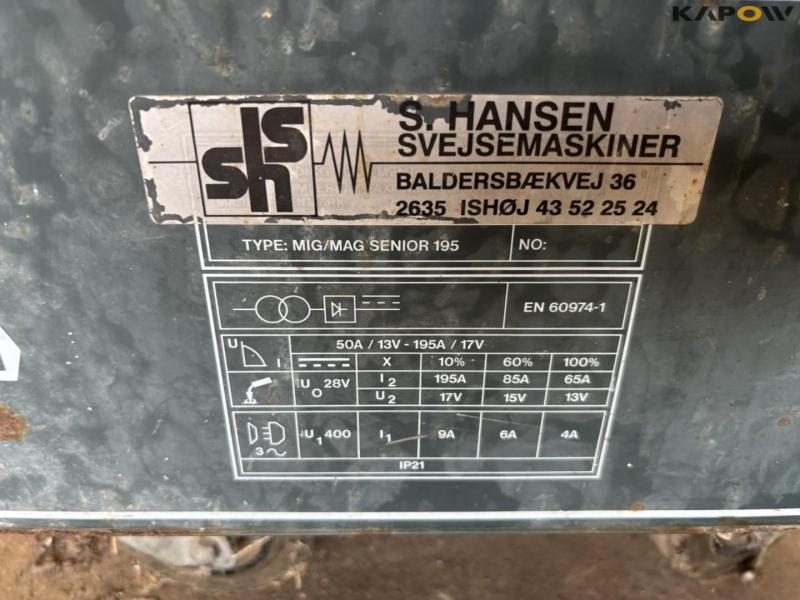 KAPOW
S. HANSEN
SVEJSEMASKINER
BALDERSBÆKVEJ 36
2635 ISHØJ 43 52 25 24
shs
TYPE: MIG/MAG SENIOR 195 NO:
EN 60974-1
U I 50A / 13V - 195A / 17V
X 10% 60% 100%
U0 28V I2 195A 85A 65A
U2 17V 15V 13V
3~ U1 400 I1 9A 6A 4A
IP21